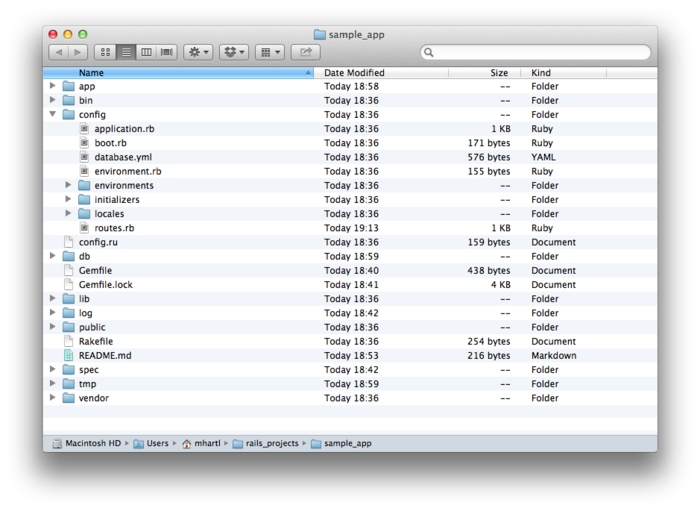 sample_app
Name Date Modified Size Kind
app Today 18:58 -- Folder
bin Today 18:36 -- Folder
config Today 18:36 -- Folder
application.rb Today 18:36 1 KB Ruby
boot.rb Today 18:36 171 bytes Ruby
database.yml Today 18:36 576 bytes YAML
environment.rb Today 18:36 155 bytes Ruby
environments Today 18:36 -- Folder
initializers Today 18:36 -- Folder
locales Today 18:36 -- Folder
routes.rb Today 19:13 1 KB Ruby
config.ru Today 18:36 159 bytes Document
db Today 18:59 -- Folder
Gemfile Today 18:40 438 bytes Document
Gemfile.lock Today 18:41 4 KB Document
lib Today 18:36 -- Folder
log Today 18:42 -- Folder
public Today 18:36 -- Folder
Rakefile Today 18:36 254 bytes Document
README.md Today 18:53 216 bytes Markdown
spec Today 18:42 -- Folder
tmp Today 18:59 -- Folder
vendor Today 18:36 -- Folder
Macintosh HD ▸ Users ▸ mhartl ▸ rails_projects ▸ sample_app